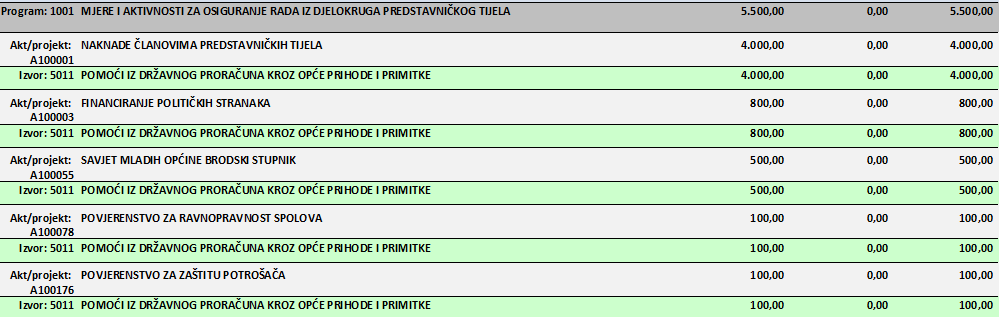 Program: 1001 MJERE I AKTIVNOSTI ZA OSIGURANJE RADA IZ DJELOKRUGA PREDSTAVNIČKOG TIJELA 5.500,00 0,00 5.500,00
Akt/projekt: NAKNADE ČLANOVIMA PREDSTAVNIČKIH TIJELA 4.000,00 0,00 4.000,00
A100001
Izvor: 5011 POMOĆI IZ DRŽAVNOG PRORAČUNA KROZ OPĆE PRIHODE I PRIMITKE 4.000,00 0,00 4.000,00
Akt/projekt: FINANCIRANJE POLITIČKIH STRANAKA 800,00 0,00 800,00
A100003
Izvor: 5011 POMOĆI IZ DRŽAVNOG PRORAČUNA KROZ OPĆE PRIHODE I PRIMITKE 800,00 0,00 800,00
Akt/projekt: SAVJET MLADIH OPĆINE BRODSKI STUPNIK 500,00 0,00 500,00
A100055
Izvor: 5011 POMOĆI IZ DRŽAVNOG PRORAČUNA KROZ OPĆE PRIHODE I PRIMITKE 500,00 0,00 500,00
Akt/projekt: POVJERENSTVO ZA RAVNOPRAVNOST SPOLOVA 100,00 0,00 100,00
A100078
Izvor: 5011 POMOĆI IZ DRŽAVNOG PRORAČUNA KROZ OPĆE PRIHODE I PRIMITKE 100,00 0,00 100,00
Akt/projekt: POVJERENSTVO ZA ZAŠTITU POTROŠAČA 100,00 0,00 100,00
A100176
Izvor: 5011 POMOĆI IZ DRŽAVNOG PRORAČUNA KROZ OPĆE PRIHODE I PRIMITKE 100,00 0,00 100,00